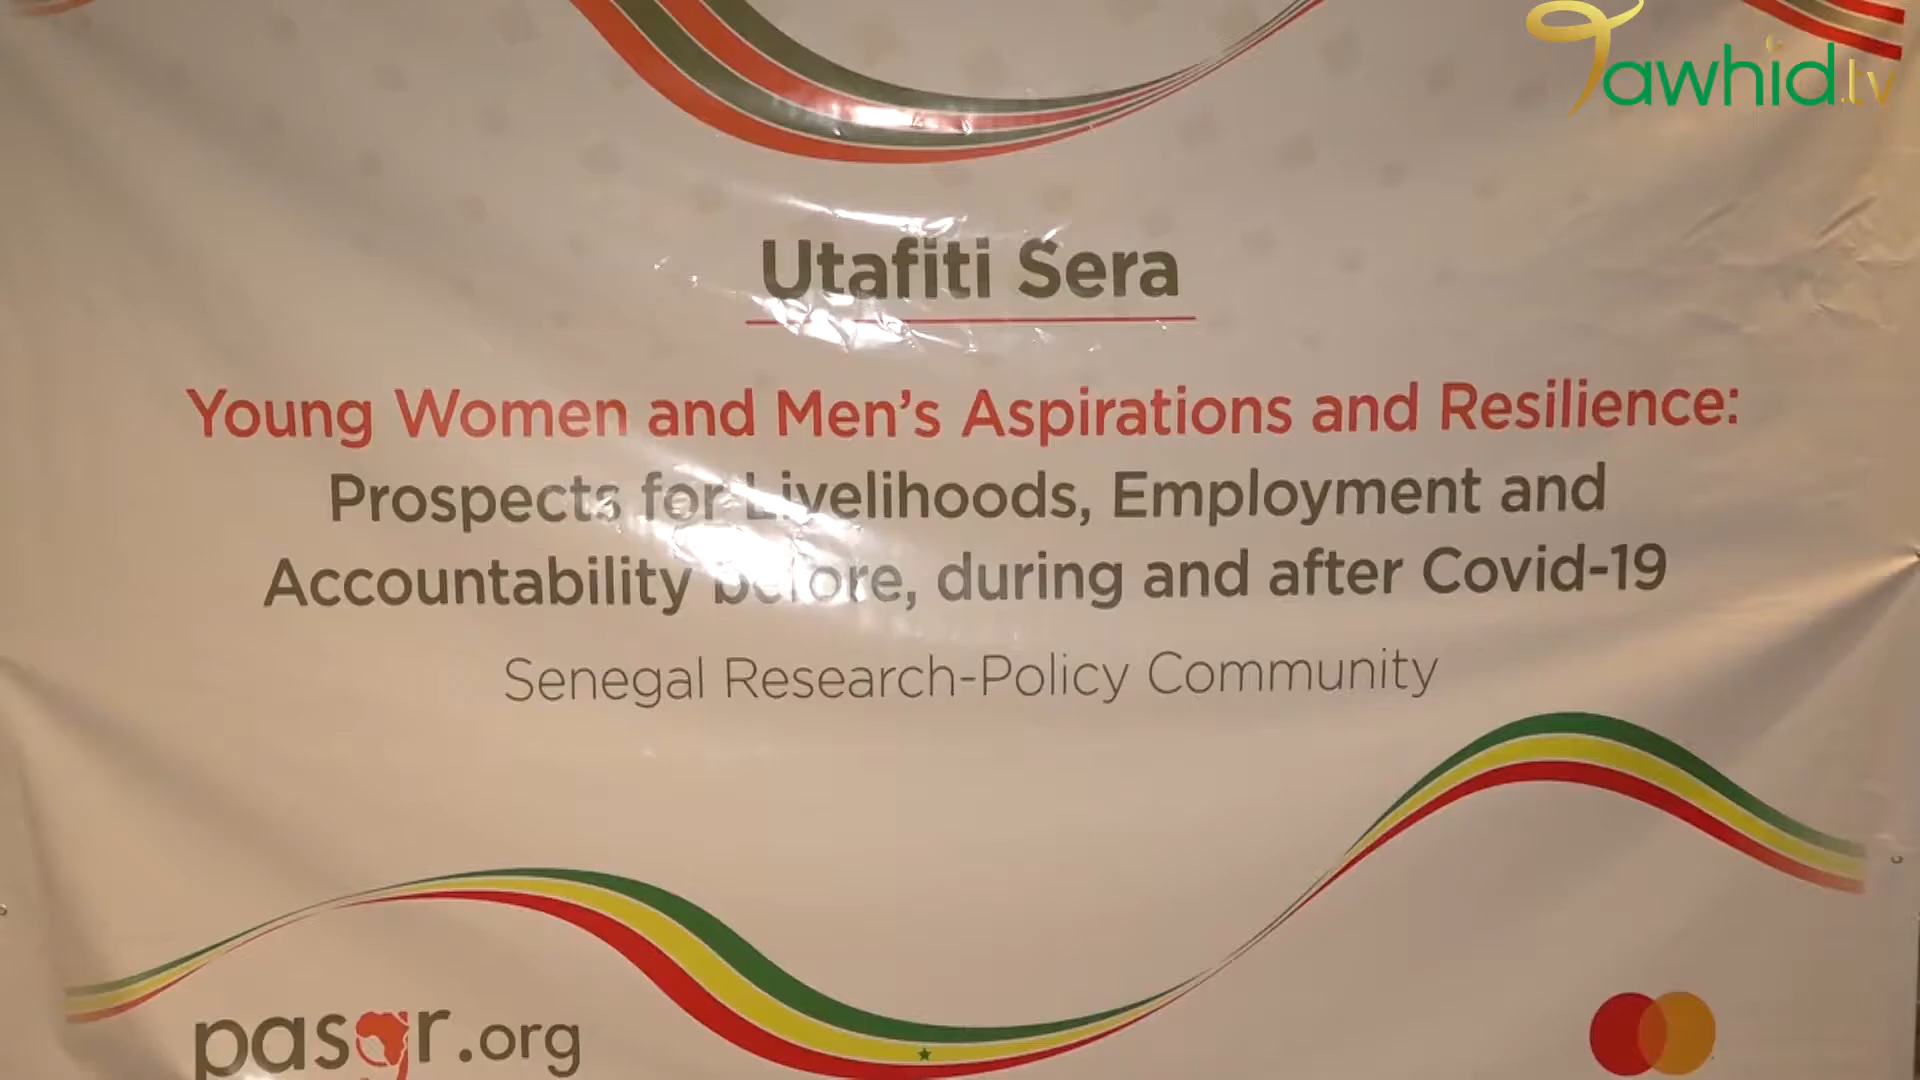 Tawhid.tv
Utafiti Sera
Young Women and Men's Aspirations and Resilience:
Prospects for Livelihoods, Employment and
Accountability before, during and after Covid-19
Senegal Research-Policy Community
pasgr.org